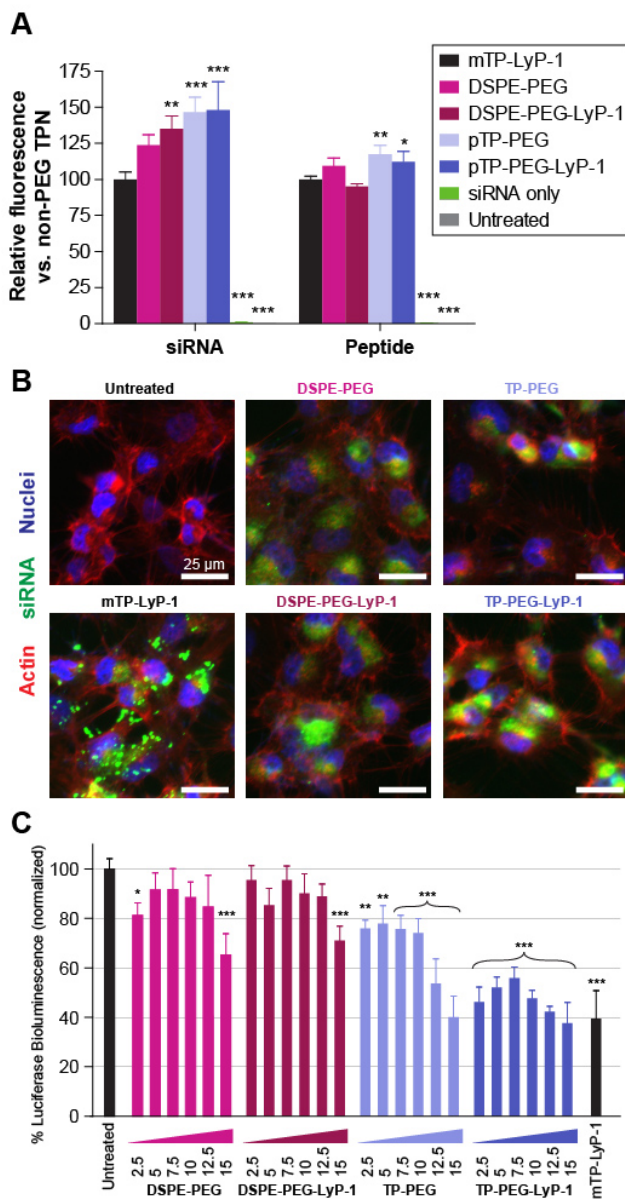 A
Relative fluorescence
vs. non-PEG TPN
175
150
125
100
75
50
25
0
** *** ***
*** ***
** *
*** ***
siRNA
Peptide
mTP-LyP-1
DSPE-PEG
DSPE-PEG-LyP-1
pTP-PEG
pTP-PEG-LyP-1
siRNA only
Untreated
B
Actin siRNA Nuclei
Untreated
DSPE-PEG
TP-PEG
25 µm
mTP-LyP-1
DSPE-PEG-LyP-1
TP-PEG-LyP-1
C
% Luciferase Bioluminescence (normalized)
100
80
60
40
20
0
* *** *** ** ** *** *** ***
Untreated
2.5 5 7.5 10 12.5 15
DSPE-PEG
2.5 5 7.5 10 12.5 15
DSPE-PEG-LyP-1
2.5 5 7.5 10 12.5 15
TP-PEG
2.5 5 7.5 10 12.5 15
TP-PEG-LyP-1
mTP-LyP-1